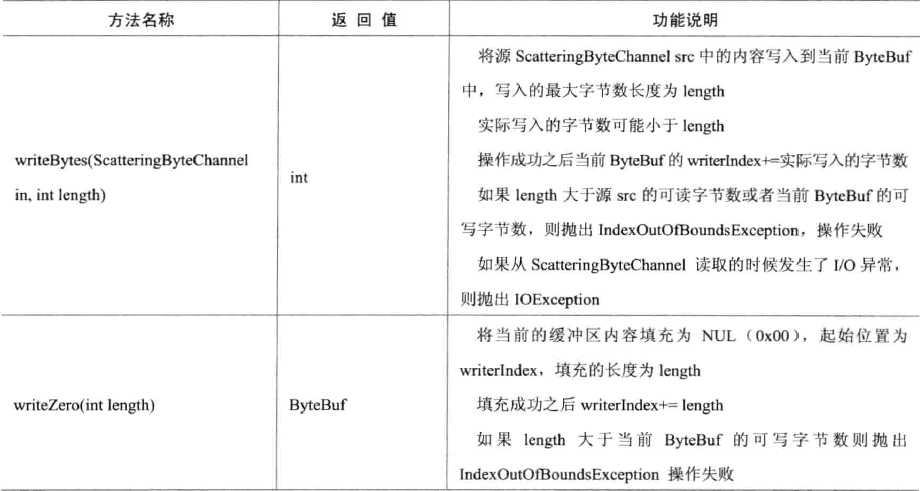 方法名称 返回值 功能说明
writeBytes(ScatteringByteChannel
in, int length)
int
将源 ScatteringByteChannel src 中的内容写入到当前 ByteBuf
中，写入的最大字节数长度为 length
实际写入的字节数可能小于 length
操作成功之后当前 ByteBuf 的 writerIndex+=实际写入的字节数
如果 length 大于源 src 的可读字节数或者当前 ByteBuf 的可
写字节数，则抛出 IndexOutOfBoundsException，操作失败
如果从 ScatteringByteChannel 读取的时候发生了 I/O 异常，
则抛出 IOException
writeZero(int length)
ByteBuf
将当前的缓冲区内容填充为 NUL（0x00），起始位置为
writerIndex，填充的长度为 length
填充成功之后 writerIndex+= length
如果 length 大于当前 ByteBuf 的可写字节数则抛出
IndexOutOfBoundsException 操作失败